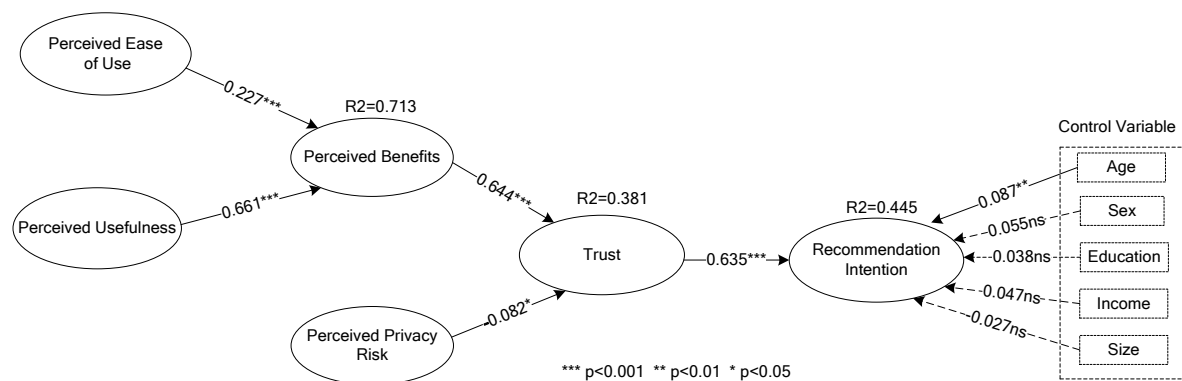 Perceived Ease
of Use
0.227***
R2=0.713
Perceived Benefits
Perceived Usefulness
0.661***
0.644***
R2=0.381
Trust
Perceived Privacy
Risk
-0.082*
0.635***
R2=0.445
Recommendation
Intention
Control Variable
Age
0.087**
Sex
-0.055ns
Education
-0.038ns
Income
-0.047ns
Size
-0.027ns
*** p<0.001 ** p<0.01 * p<0.05